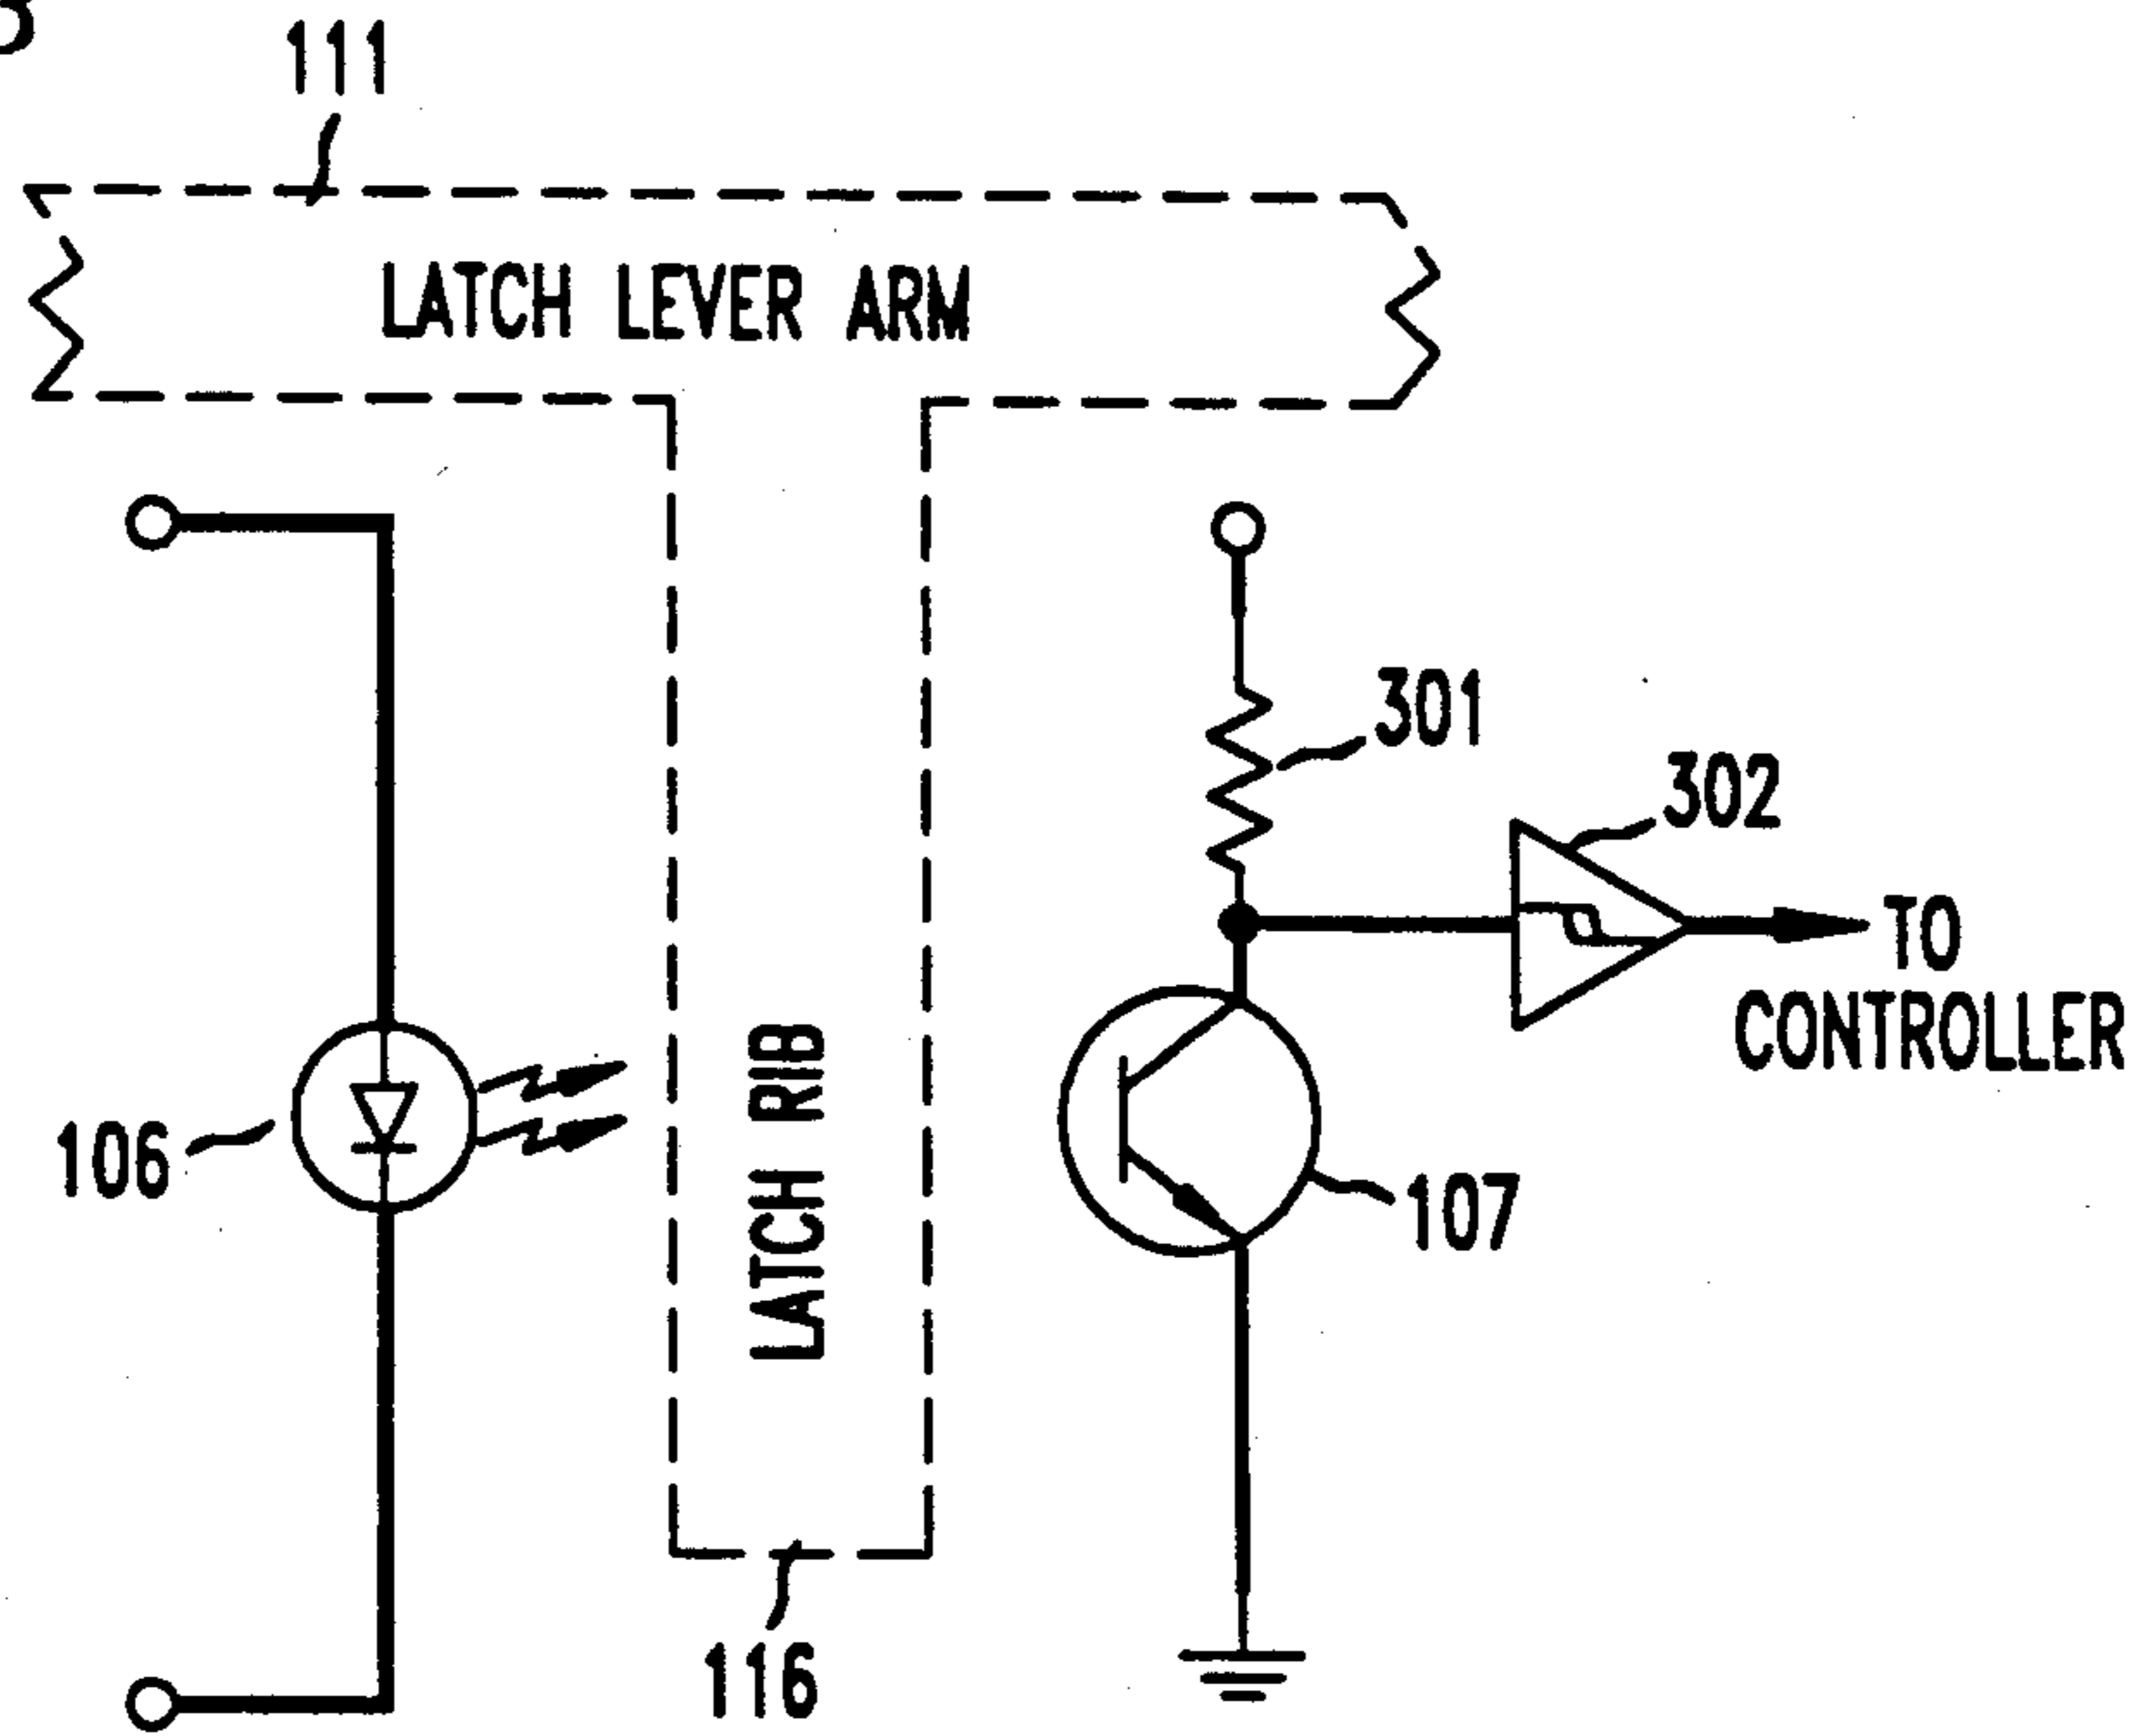 111
LATCH LEVER ARM
301
302
TO
CONTROLLER
LATCH RIB
106
107
116